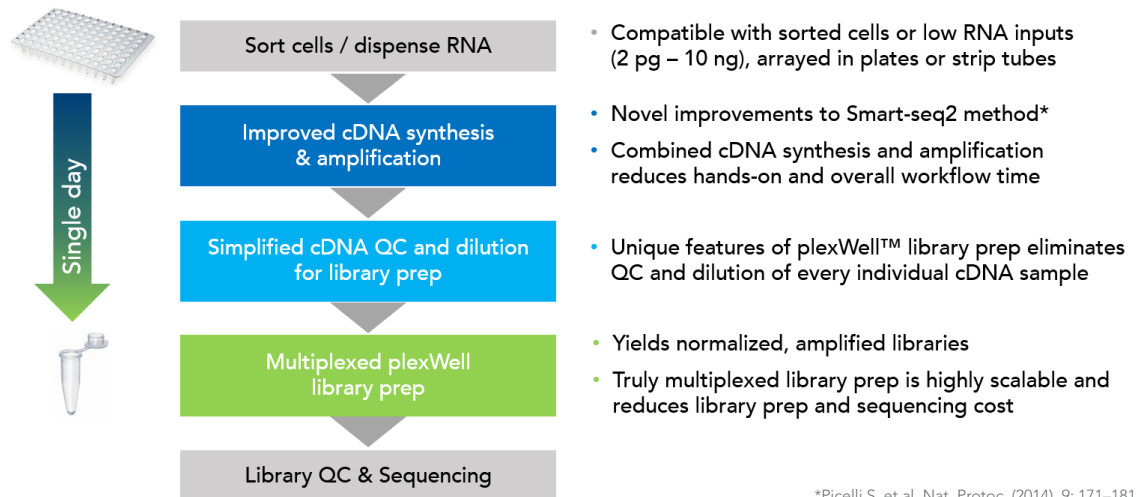 Sort cells / dispense RNA
Compatible with sorted cells or low RNA inputs
(2 pg – 10 ng), arrayed in plates or strip tubes
Single day
Improved cDNA synthesis
& amplification
Novel improvements to Smart-seq2 method*
Combined cDNA synthesis and amplification
reduces hands-on and overall workflow time
Simplified cDNA QC and dilution
for library prep
Unique features of plexWell™ library prep eliminates
QC and dilution of every individual cDNA sample
Multiplexed plexWell
library prep
Yields normalized, amplified libraries
Truly multiplexed library prep is highly scalable and
reduces library prep and sequencing cost
Library QC & Sequencing
*Picelli S, et al. Nat. Protoc. (2014). 9: 171–181